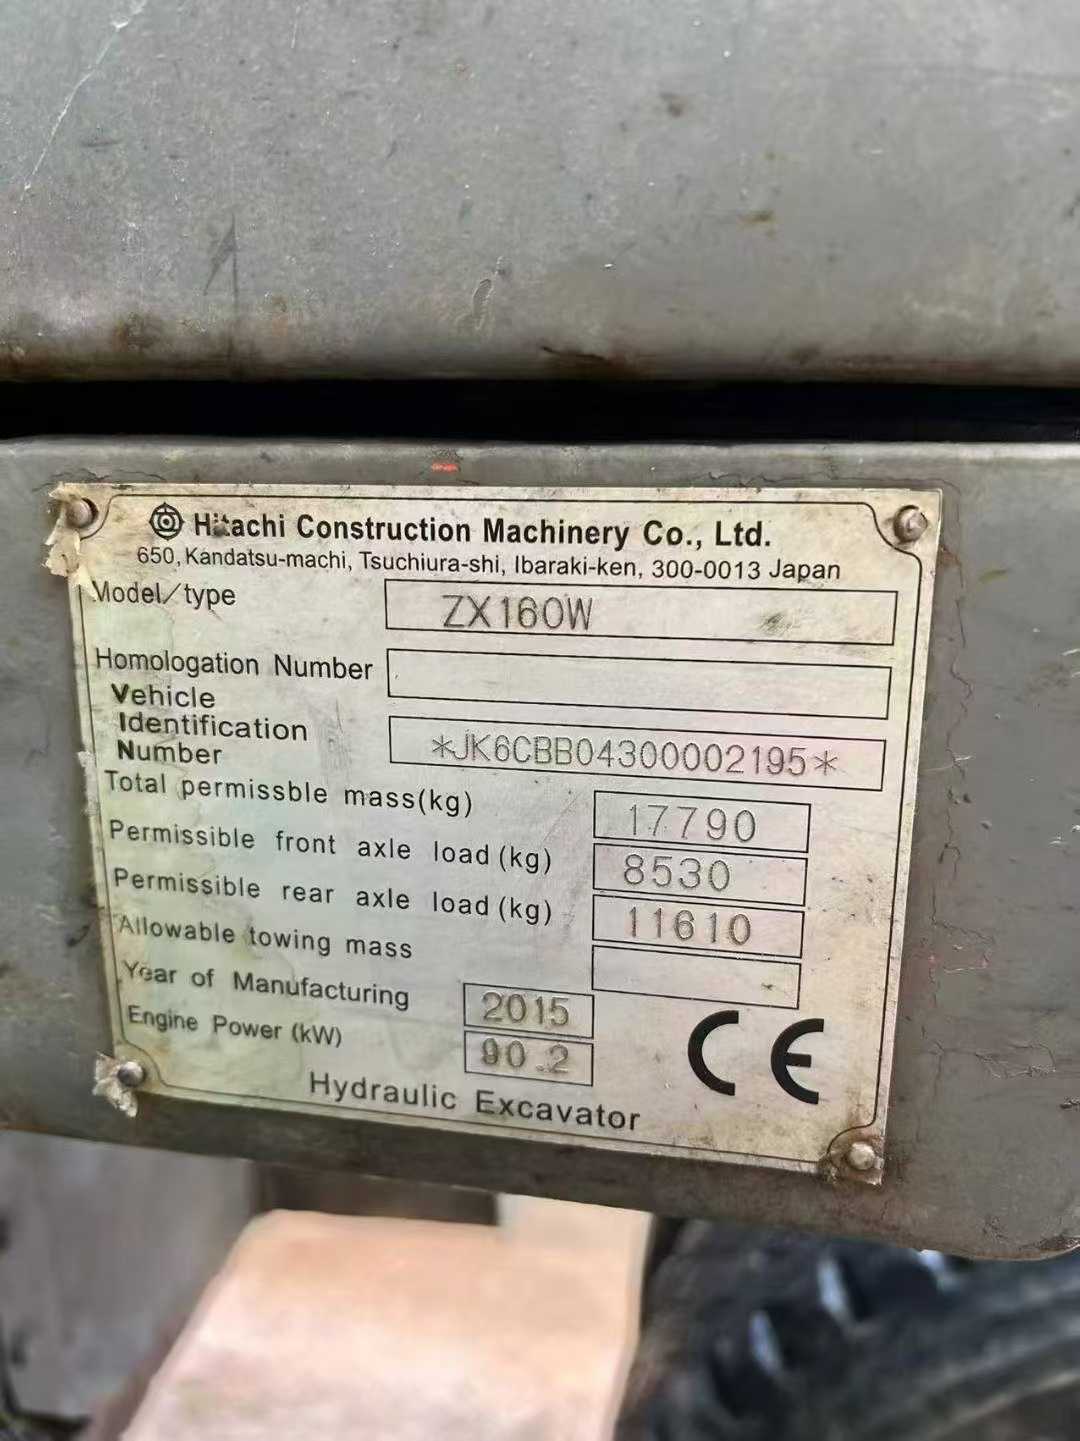 Hitachi Construction Machinery Co., Ltd.
650, Kandatsu-machi, Tsuchiura-shi, Ibaraki-ken, 300-0013 Japan
Model/type ZX160W
Homologation Number
Vehicle
Identification
Number *JK6CBB04300002195*
Total permissble mass(kg) 17790
Permissible front axle load (kg) 8530
Permissible rear axle load (kg) 11610
Allowable towing mass
Year of Manufacturing 2015
Engine Power (kW) 90.2
CE
Hydraulic Excavator